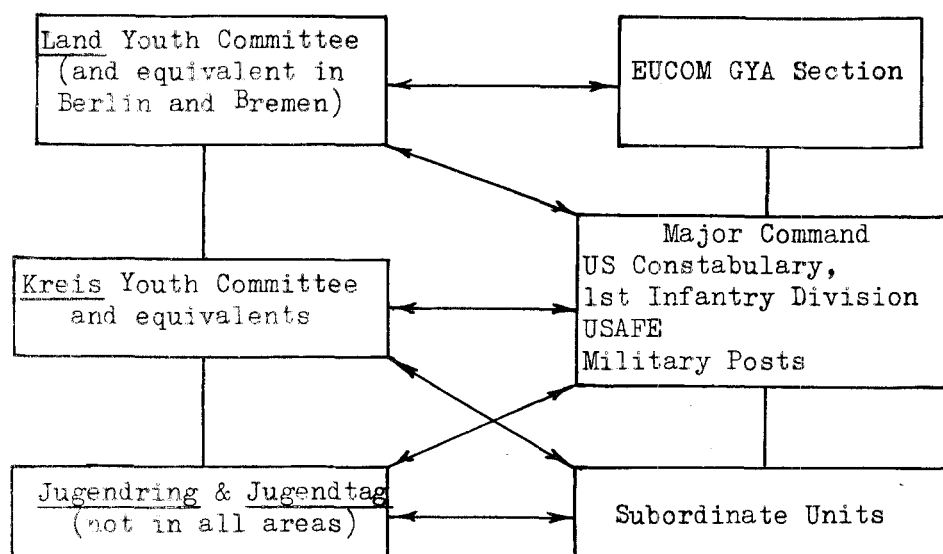 Land Youth Committee
(and equivalent in
Berlin and Bremen)
EUCOM GYA Section
Major Command
US Constabulary,
1st Infantry Division
USAFE
Military Posts
Kreis Youth Committee
and equivalents
Jugendring & Jugendtag
(not in all areas)
Subordinate Units